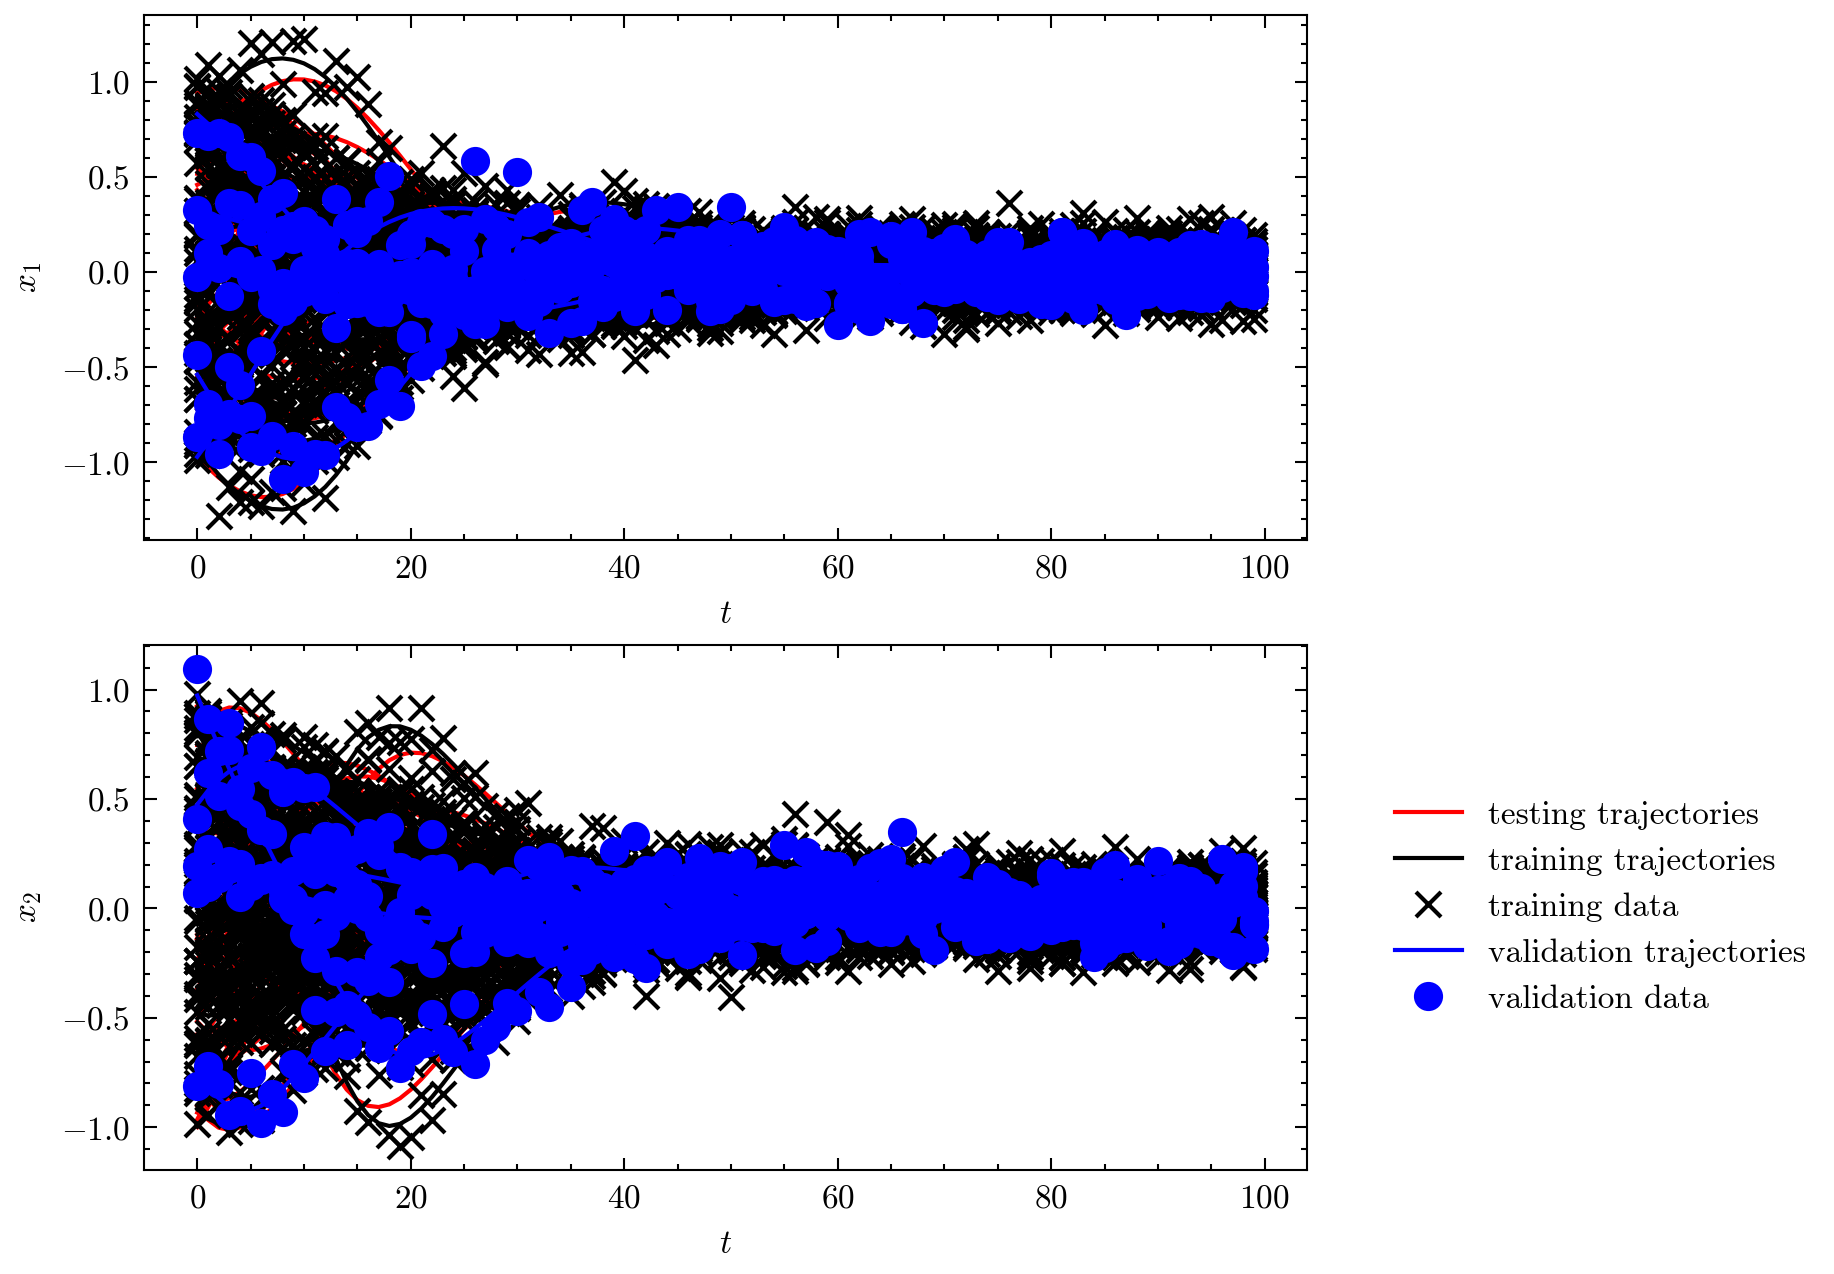 1.0
0.5
0.0
−0.5
−1.0
x₁
0 20 40 60 80 100
t
1.0
0.5
0.0
−0.5
−1.0
x₂
0 20 40 60 80 100
t
testing trajectories
training trajectories
training data
validation trajectories
validation data